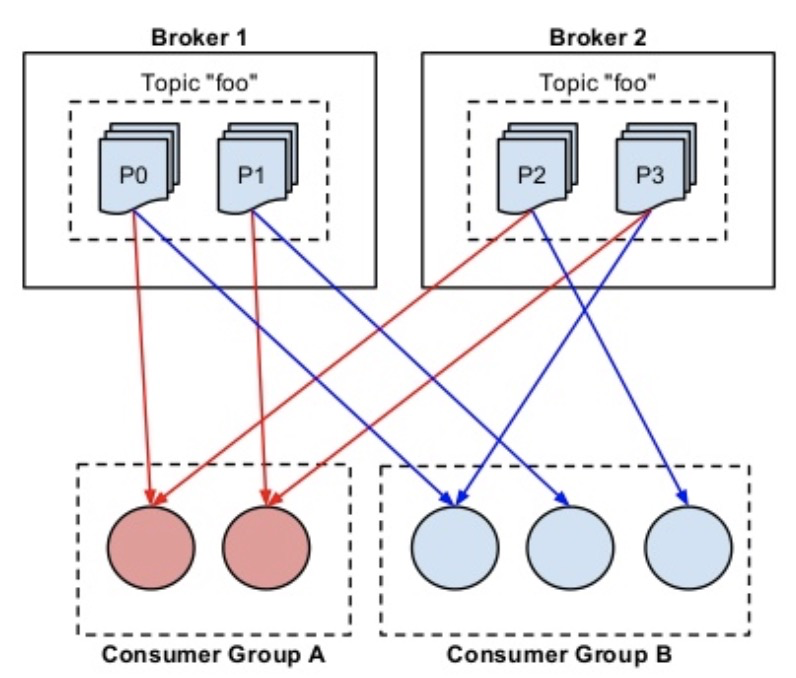 Broker 1
Broker 2
Topic "foo"
Topic "foo"
P0
P1
P2
P3
Consumer Group A
Consumer Group B